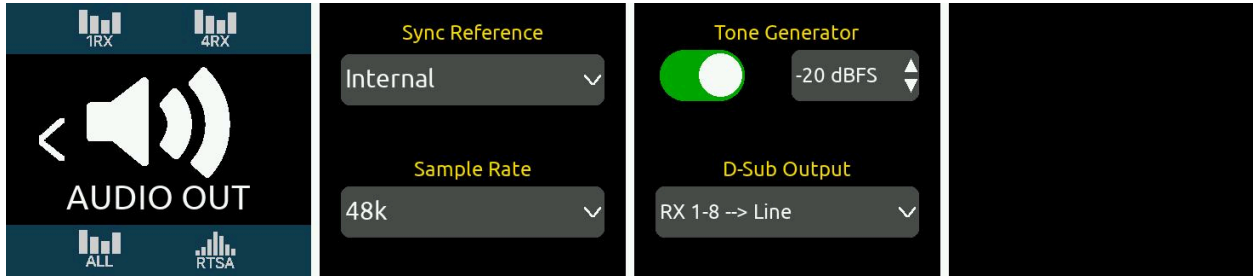 1RX 4RX
AUDIO OUT
ALL RTSA
Sync Reference
Internal
Sample Rate
48k
Tone Generator
-20 dBFS
D-Sub Output
RX 1-8 --> Line